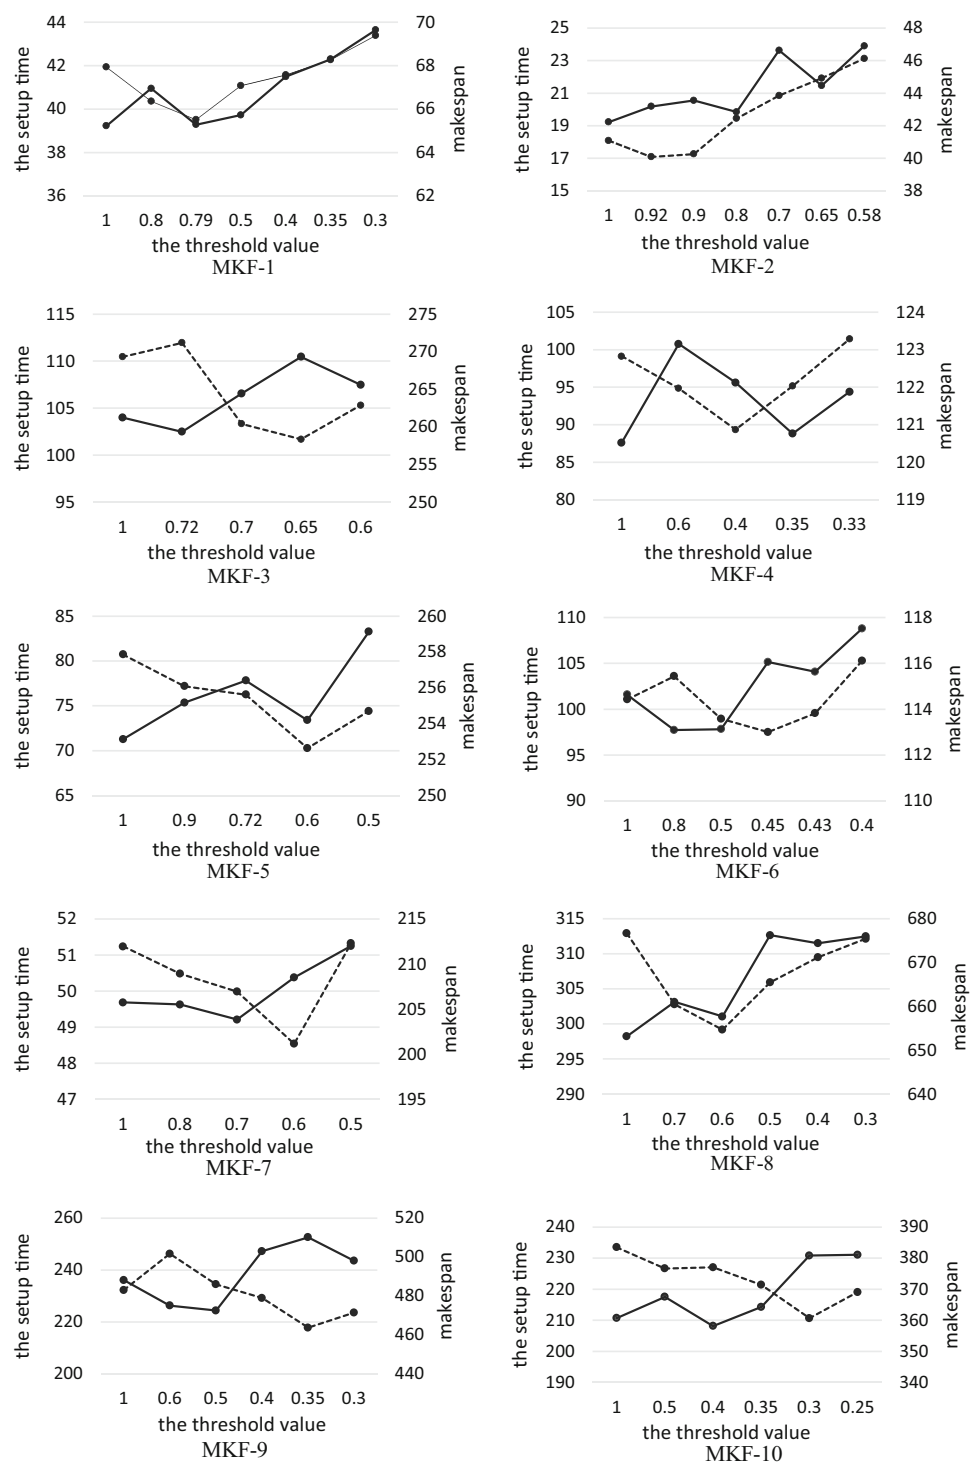 44
42
40
38
36
the setup time
70
68
66
64
62
makespan
1 0.8 0.79 0.5 0.4 0.35 0.3
the threshold value
MKF-1
25
23
21
19
17
15
the setup time
48
46
44
42
40
38
makespan
1 0.92 0.9 0.8 0.7 0.65 0.58
the threshold value
MKF-2
115
110
105
100
95
the setup time
275
270
265
260
255
250
makespan
1 0.72 0.7 0.65 0.6
the threshold value
MKF-3
105
100
95
90
85
80
the setup time
124
123
122
121
120
119
makespan
1 0.6 0.4 0.35 0.33
the threshold value
MKF-4
85
80
75
70
65
the setup time
260
258
256
254
252
250
makespan
1 0.9 0.72 0.6 0.5
the threshold value
MKF-5
110
105
100
95
90
the setup time
118
116
114
112
110
makespan
1 0.8 0.5 0.45 0.43 0.4
the threshold value
MKF-6
52
51
50
49
48
47
the setup time
215
210
205
200
195
makespan
1 0.8 0.7 0.6 0.5
the threshold value
MKF-7
315
310
305
300
295
290
the setup time
680
670
660
650
640
makespan
1 0.7 0.6 0.5 0.4 0.3
the threshold value
MKF-8
260
240
220
200
the setup time
520
500
480
460
440
makespan
1 0.6 0.5 0.4 0.35 0.3
the threshold value
MKF-9
240
230
220
210
200
190
the setup time
390
380
370
360
350
340
makespan
1 0.5 0.4 0.35 0.3 0.25
the threshold value
MKF-10